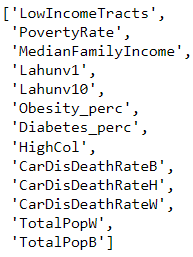 ['LowIncomeTracts',
'PovertyRate',
'MedianFamilyIncome',
'Lahunv1',
'Lahunv10',
'Obesity_perc',
'Diabetes_perc',
'HighCol',
'CarDisDeathRateB',
'CarDisDeathRateH',
'CarDisDeathRateW',
'TotalPopW',
'TotalPopB']